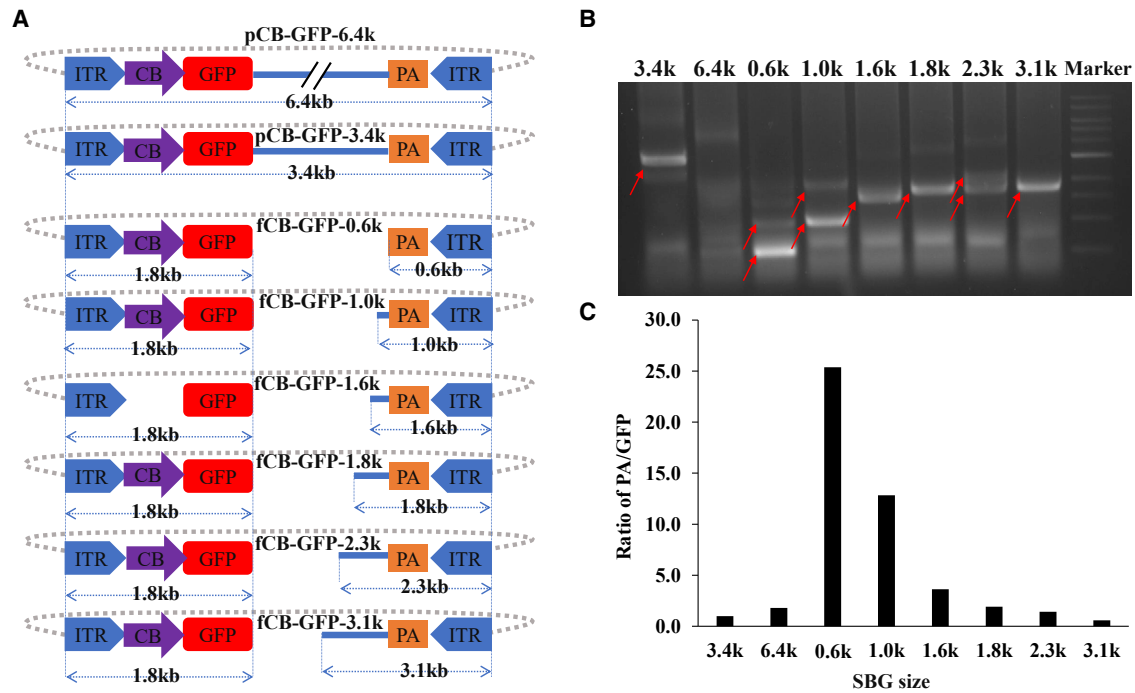 A
pCB-GFP-6.4k
ITR CB GFP PA ITR
6.4kb
pCB-GFP-3.4k
ITR CB GFP PA ITR
3.4kb
fCB-GFP-0.6k
ITR CB GFP PA ITR
1.8kb 0.6kb
fCB-GFP-1.0k
ITR CB GFP PA ITR
1.8kb 1.0kb
fCB-GFP-1.6k
ITR GFP PA ITR
1.8kb 1.6kb
fCB-GFP-1.8k
ITR CB GFP PA ITR
1.8kb 1.8kb
fCB-GFP-2.3k
ITR CB GFP PA ITR
1.8kb 2.3kb
fCB-GFP-3.1k
ITR CB GFP PA ITR
1.8kb 3.1kb
B
3.4k 6.4k 0.6k 1.0k 1.6k 1.8k 2.3k 3.1k Marker
C
Ratio of PA/GFP
30.0
25.0
20.0
15.0
10.0
5.0
0.0
3.4k 6.4k 0.6k 1.0k 1.6k 1.8k 2.3k 3.1k
SBG size